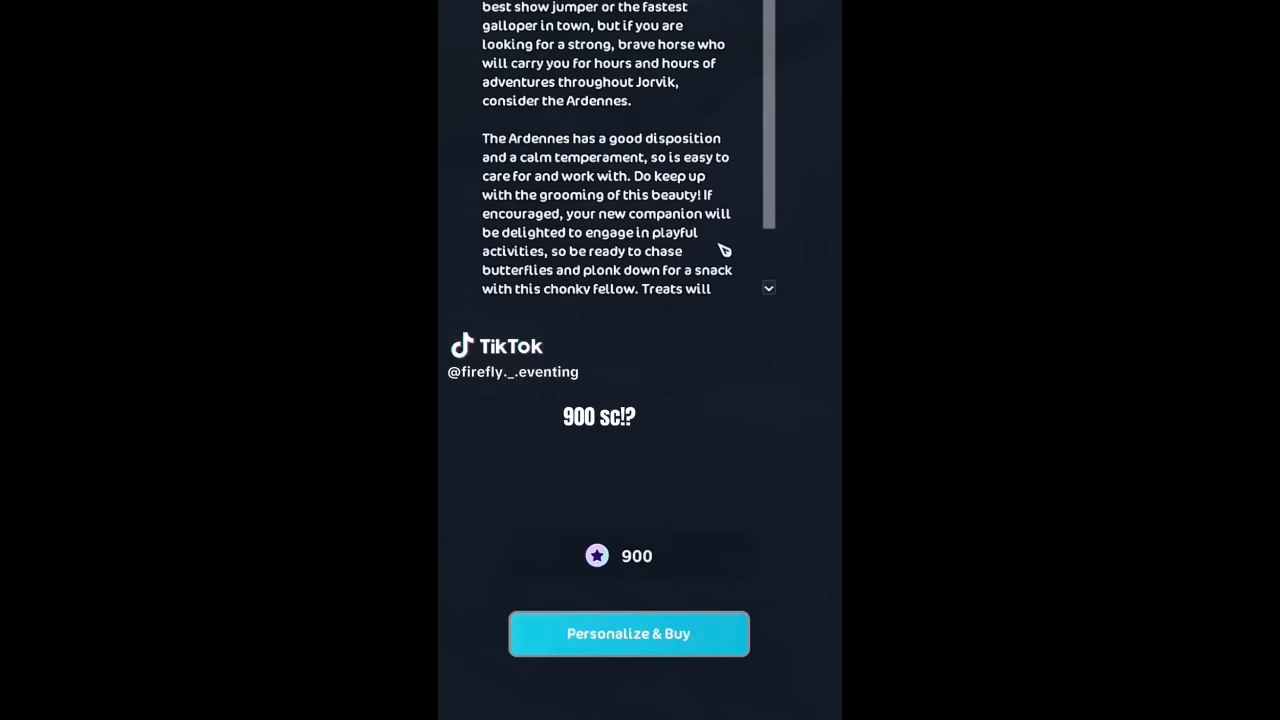 best show jumper or the fastest
galloper in town, but if you are
looking for a strong, brave horse who
will carry you for hours and hours of
adventures throughout Jorvik,
consider the Ardennes.
The Ardennes has a good disposition
and a calm temperament, so is easy to
care for and work with. Do keep up
with the grooming of this beauty! If
encouraged, your new companion will
be delighted to engage in playful
activities, so be ready to chase
butterflies and plonk down for a snack
with this chonky fellow. Treats will
TikTok
@firefly._.eventing
900 sc!?
900
Personalize & Buy